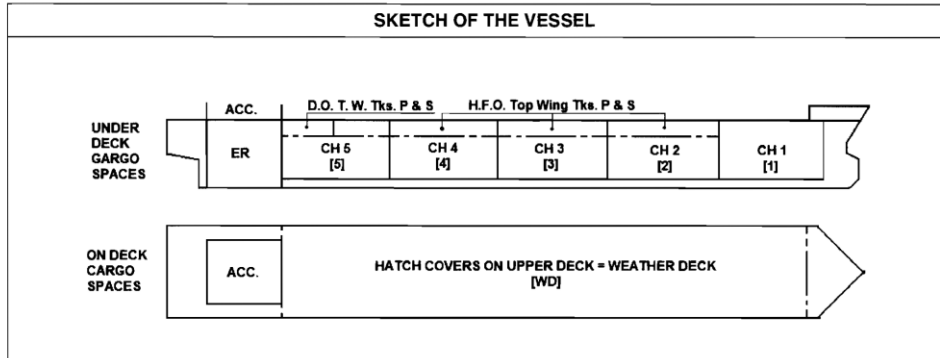 SKETCH OF THE VESSEL
ACC.
D.O. T. W. Tks. P & S
H.F.O. Top Wing Tks. P & S
UNDER
DECK
GARGO
SPACES
ER
CH 5
[5]
CH 4
[4]
CH 3
[3]
CH 2
[2]
CH 1
[1]
ON DECK
CARGO
SPACES
ACC.
HATCH COVERS ON UPPER DECK = WEATHER DECK
[WD]